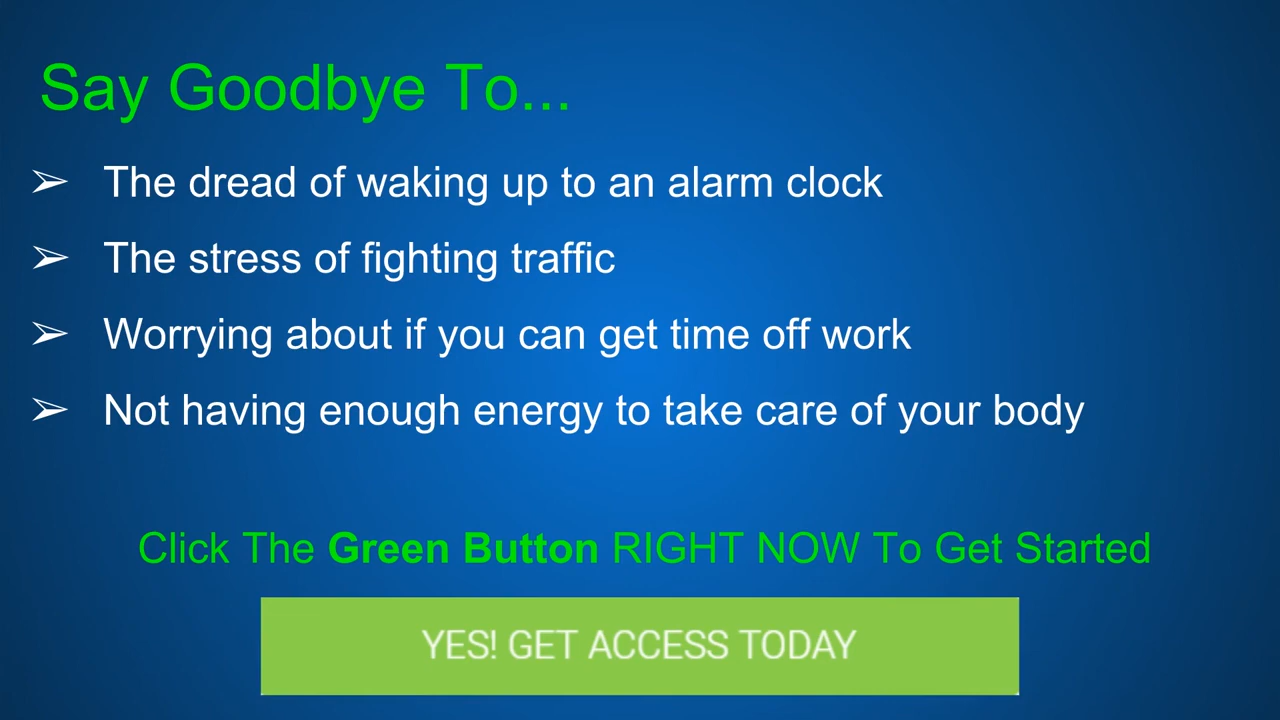 Say Goodbye To...
➢ The dread of waking up to an alarm clock
➢ The stress of fighting traffic
➢ Worrying about if you can get time off work
➢ Not having enough energy to take care of your body
Click The Green Button RIGHT NOW To Get Started
YES! GET ACCESS TODAY